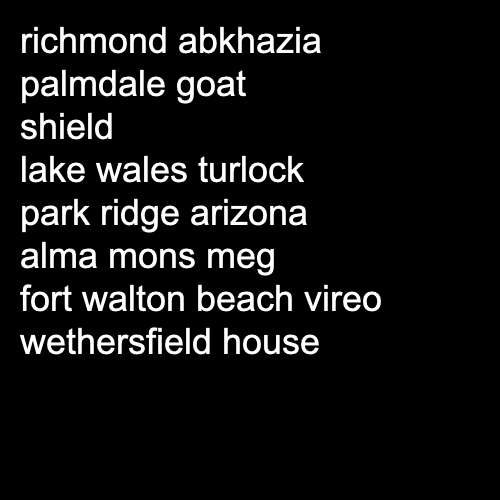 richmond abkhazia
palmdale goat
shield
lake wales turlock
park ridge arizona
alma mons meg
fort walton beach vireo
wethersfield house